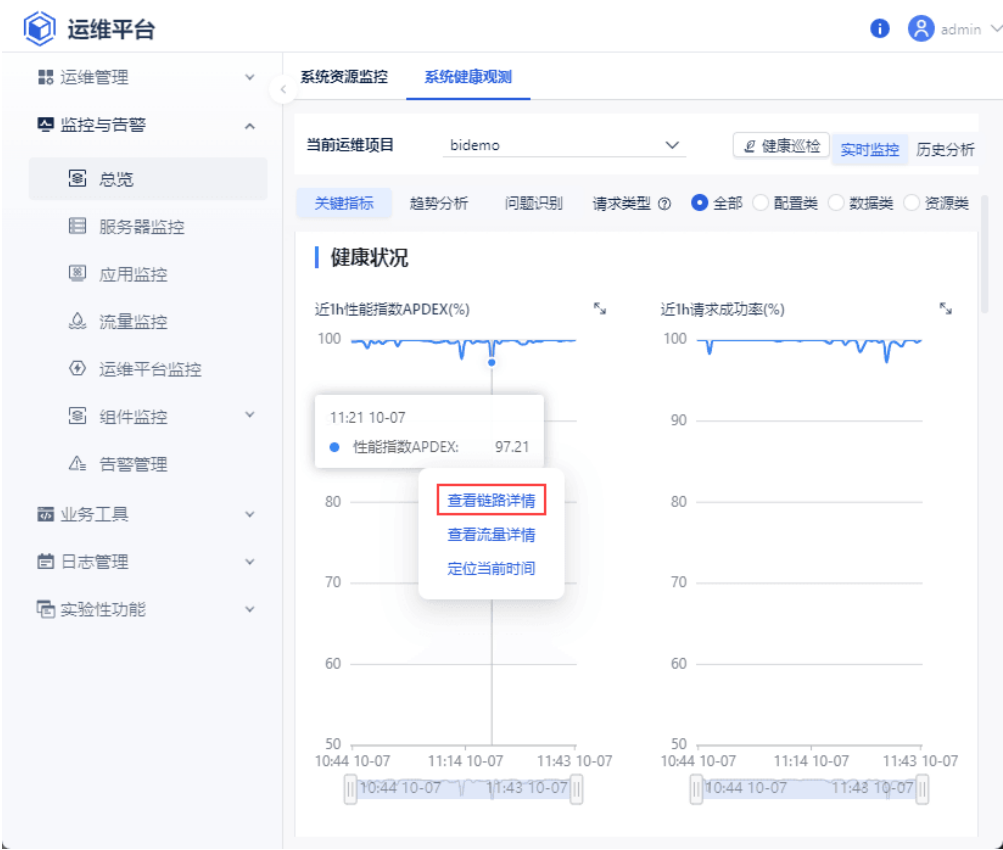 运维平台
admin
运维管理
监控与告警
总览
服务器监控
应用监控
流量监控
运维平台监控
组件监控
告警管理
业务工具
日志管理
实验性功能
系统资源监控 系统健康观测
当前运维项目 bidemo 健康巡检 实时监控 历史分析
关键指标 趋势分析 问题识别 请求类型 全部 配置类 数据类 资源类
健康状况
近1h性能指数APDEX(%)
100
11:21 10-07
性能指数APDEX: 97.21
查看链路详情
查看流量详情
定位当前时间
80
70
60
50
10:44 10-07 11:14 10-07 11:43 10-07
10:44 10-07 11:43 10-07
近1h请求成功率(%)
100
90
80
70
60
50
10:44 10-07 11:14 10-07 11:43 10-07
10:44 10-07 11:43 10-07